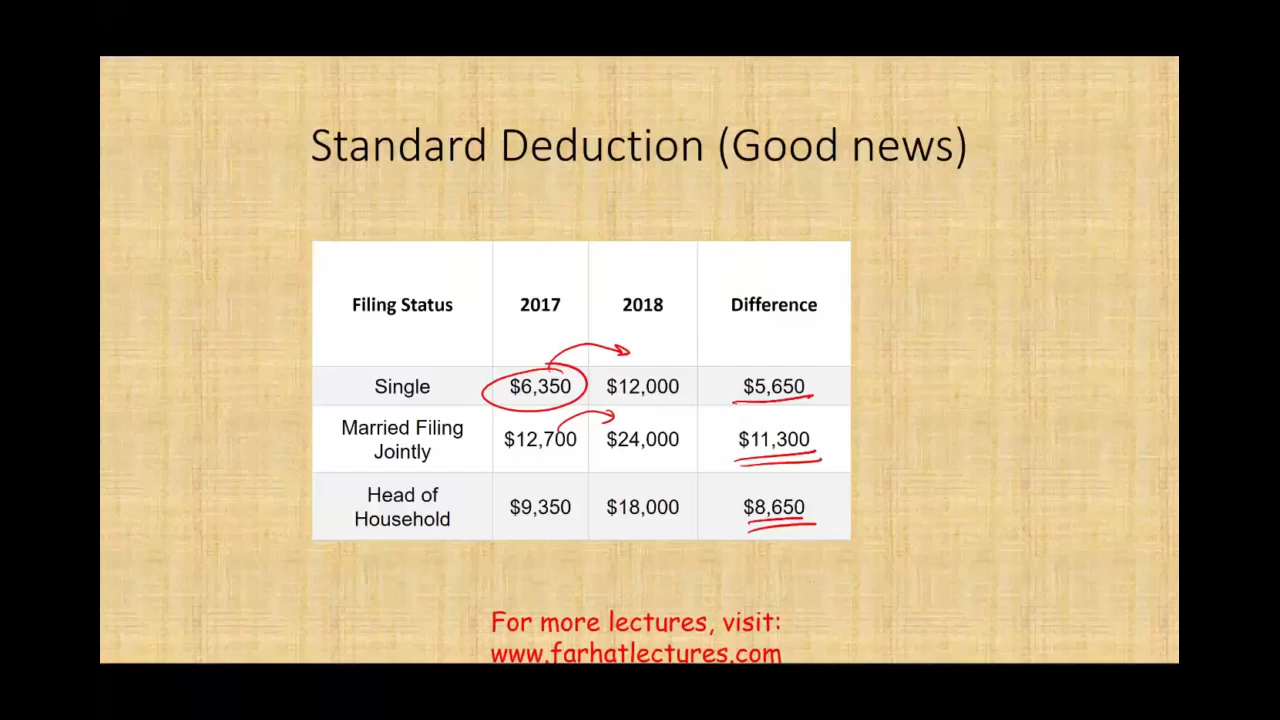 Standard Deduction (Good news)
Filing Status 2017 2018 Difference
Single $6,350 $12,000 $5,650
Married Filing
Jointly $12,700 $24,000 $11,300
Head of
Household $9,350 $18,000 $8,650
For more lectures, visit:
www.farhatlectures.com